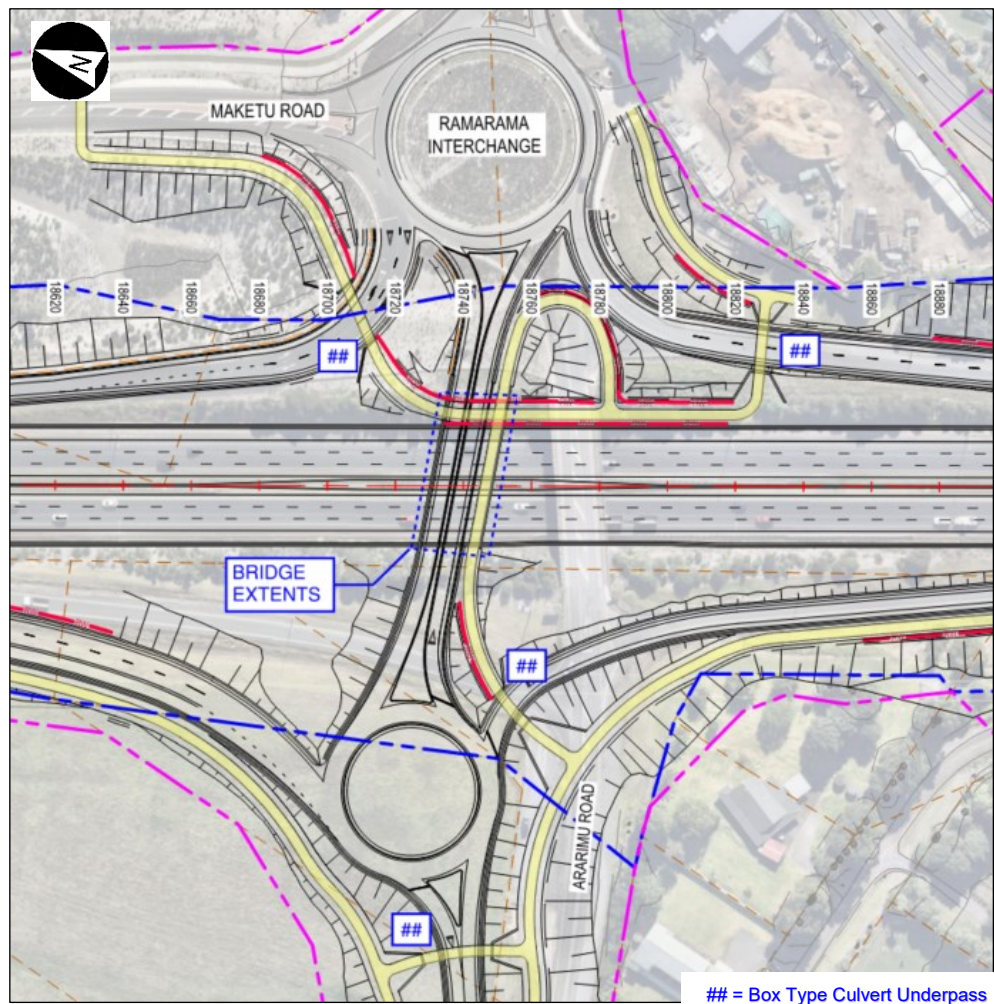 N
MAKETU ROAD
RAMARAMA
INTERCHANGE
18620
18640
18660
18680
18700
18720
18740
18760
18780
18800
18820
18840
18860
18880
##
##
BRIDGE
EXTENTS
##
ARARIMU ROAD
##
## = Box Type Culvert Underpass